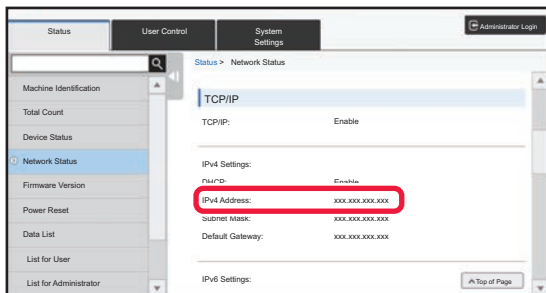 Status
User Control
System
Settings
Administrator Login
Status > Network Status
Machine Identification
Total Count
Device Status
Network Status
Firmware Version
Power Reset
Data List
List for User
List for Administrator
TCP/IP
TCP/IP: Enable
IPv4 Settings:
DHCP: Enable
IPv4 Address: xxx.xxx.xxx.xxx
Subnet Mask: xxx.xxx.xxx.xxx
Default Gateway: xxx.xxx.xxx.xxx
IPv6 Settings:
Top of Page